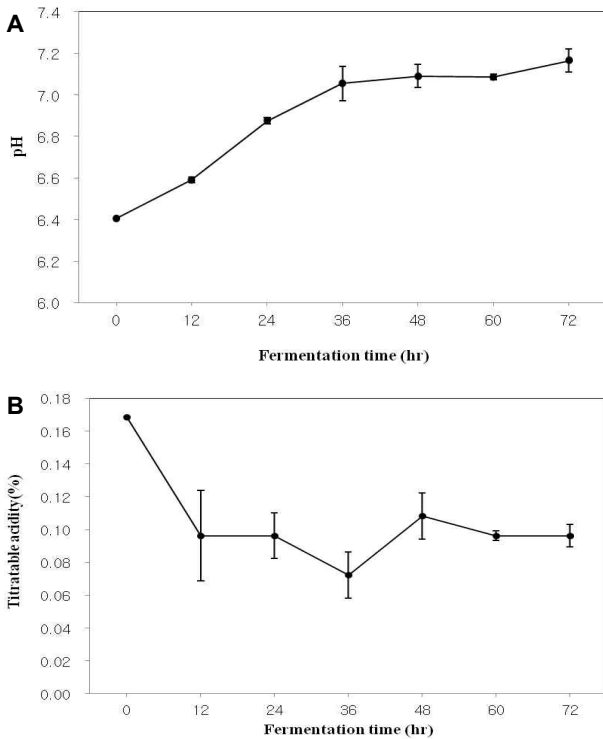 A
7.4
7.2
7.0
6.8
6.6
6.4
6.2
6.0
pH
0 12 24 36 48 60 72
Fermentation time (hr)
B
0.18
0.16
0.14
0.12
0.10
0.08
0.06
0.04
0.02
0.00
Titratable acidity(%)
0 12 24 36 48 60 72
Fermentation time (hr)